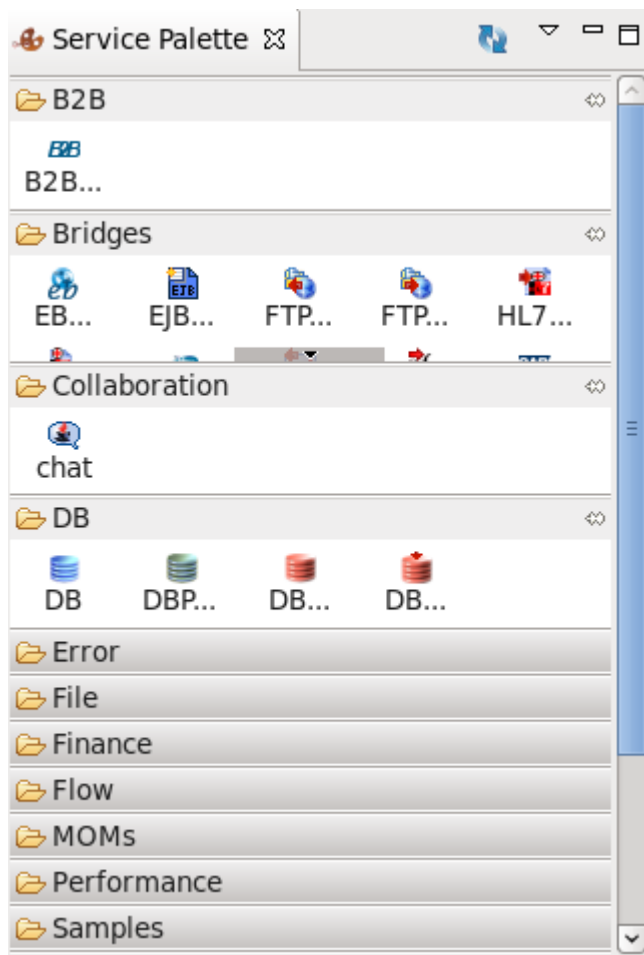 Service Palette
B2B
B2B
B2B...
Bridges
EB... EJB... FTP... FTP... HL7...
Collaboration
chat
DB
DB DBP... DB... DB...
Error
File
Finance
Flow
MOMs
Performance
Samples